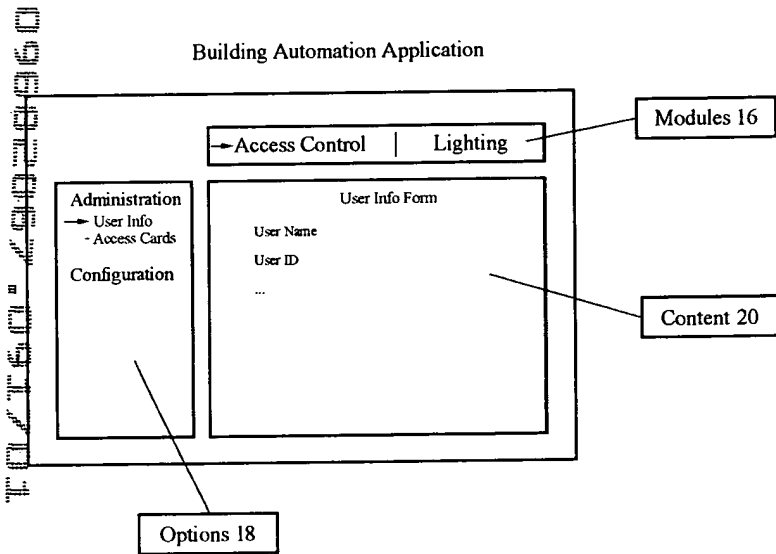 Building Automation Application
Modules 16
→ Access Control | Lighting
Administration
→ User Info
- Access Cards
Configuration
User Info Form
User Name
User ID
...
Content 20
Options 18